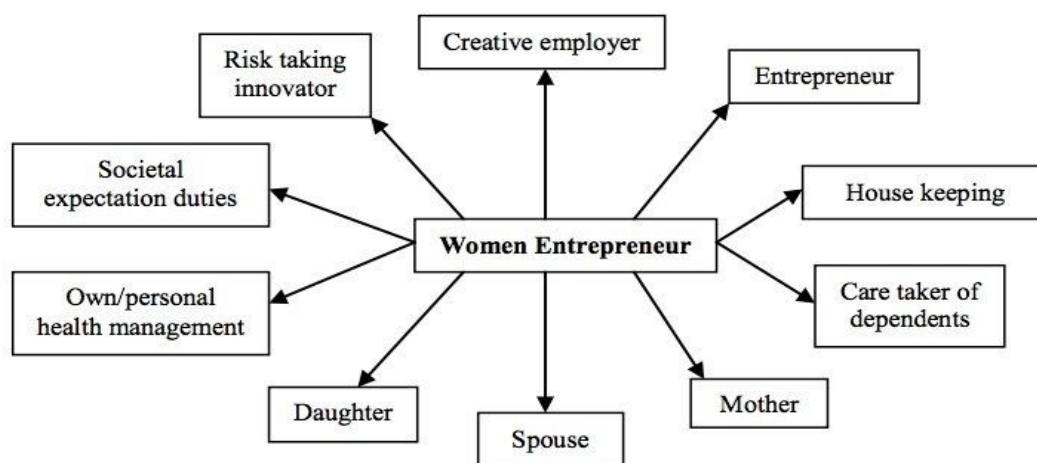 Creative employer
Risk taking
innovator
Entrepreneur
Societal
expectation duties
House keeping
Women Entrepreneur
Own/personal
health management
Care taker of
dependents
Daughter
Mother
Spouse